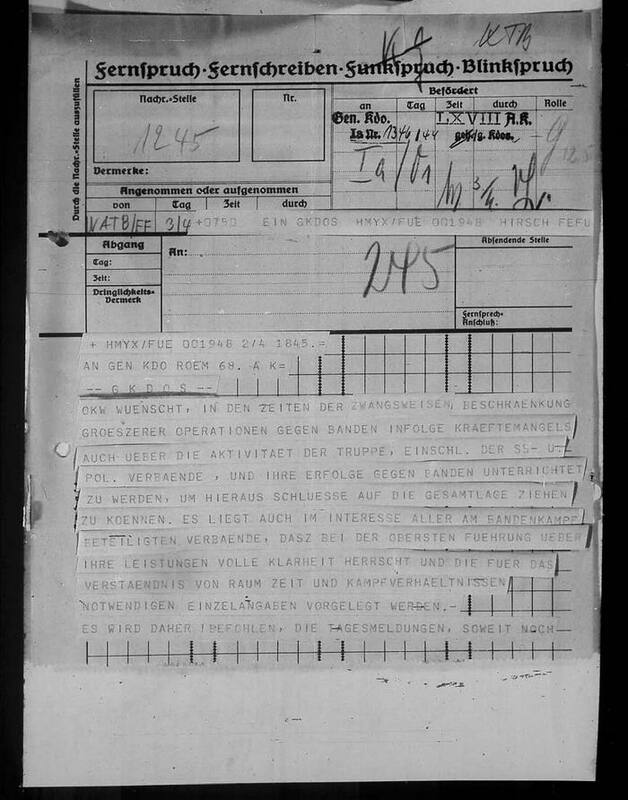 KTB
Fernspruch·Fernschreiben·Funkspruch·Blinkspruch
Durch die Nachr.-Stelle auszufüllen
Nachr.-Stelle
Nr.
1245
Vermerke:
Befördert
an
Tag
Zeit
durch
Rolle
Gen. Kdo.
LXVIII A.K.
Ia Nr. 1344/44
geh. Kdos.
Ia
Angenommen oder aufgenommen
von
Tag
Zeit
durch
3/4
+0750 EIN GKDOS HMYX/FUE 001948 HIRSCH FEFU
Abgang
Tag:
Zeit:
Dringlichkeits-
Vermerk
An:
245
Absendende Stelle
Fernsprech-
Anschluß:
+ HMYX/FUE 001948 2/4 1845.=
AN GEN KDO ROEM 68. A K=
-- G K D O S --
OKW WUENSCHT, IN DEN ZEITEN DER ZWANGSWEISEN, BESCHRAENKUNG
GROESZERER OPERATIONEN GEGEN BANDEN INFOLGE KRAEFTEMANGELS
AUCH UEBER DIE AKTIVITAET DER TRUPPE, EINSCHL. DER SS- U.
POL. VERBAENDE, UND IHRE ERFOLGE GEGEN BANDEN UNTERRICHTET
ZU WERDEN, UM HIERAUS SCHLUESSE AUF DIE GESAMTLAGE ZIEHEN
ZU KOENNEN. ES LIEGT AUCH IM INTERESSE ALLER AM BANDENKAMPF
BETEILIGTEN VERBAENDE, DASZ BEI DER OBERSTEN FUEHRUNG UEBER
IHRE LEISTUNGEN VOLLE KLARHEIT HERRSCHT UND DIE FUER DAS
VERSTAENDNIS VON RAUM ZEIT UND KAMPFVERHAELTNISSEN
NOTWENDIGEN EINZELANGABEN VORGELEGT WERDEN.-
ES WIRD DAHER BEFOHLEN, DIE TAGESMELDUNGEN, SOWEIT NOCH